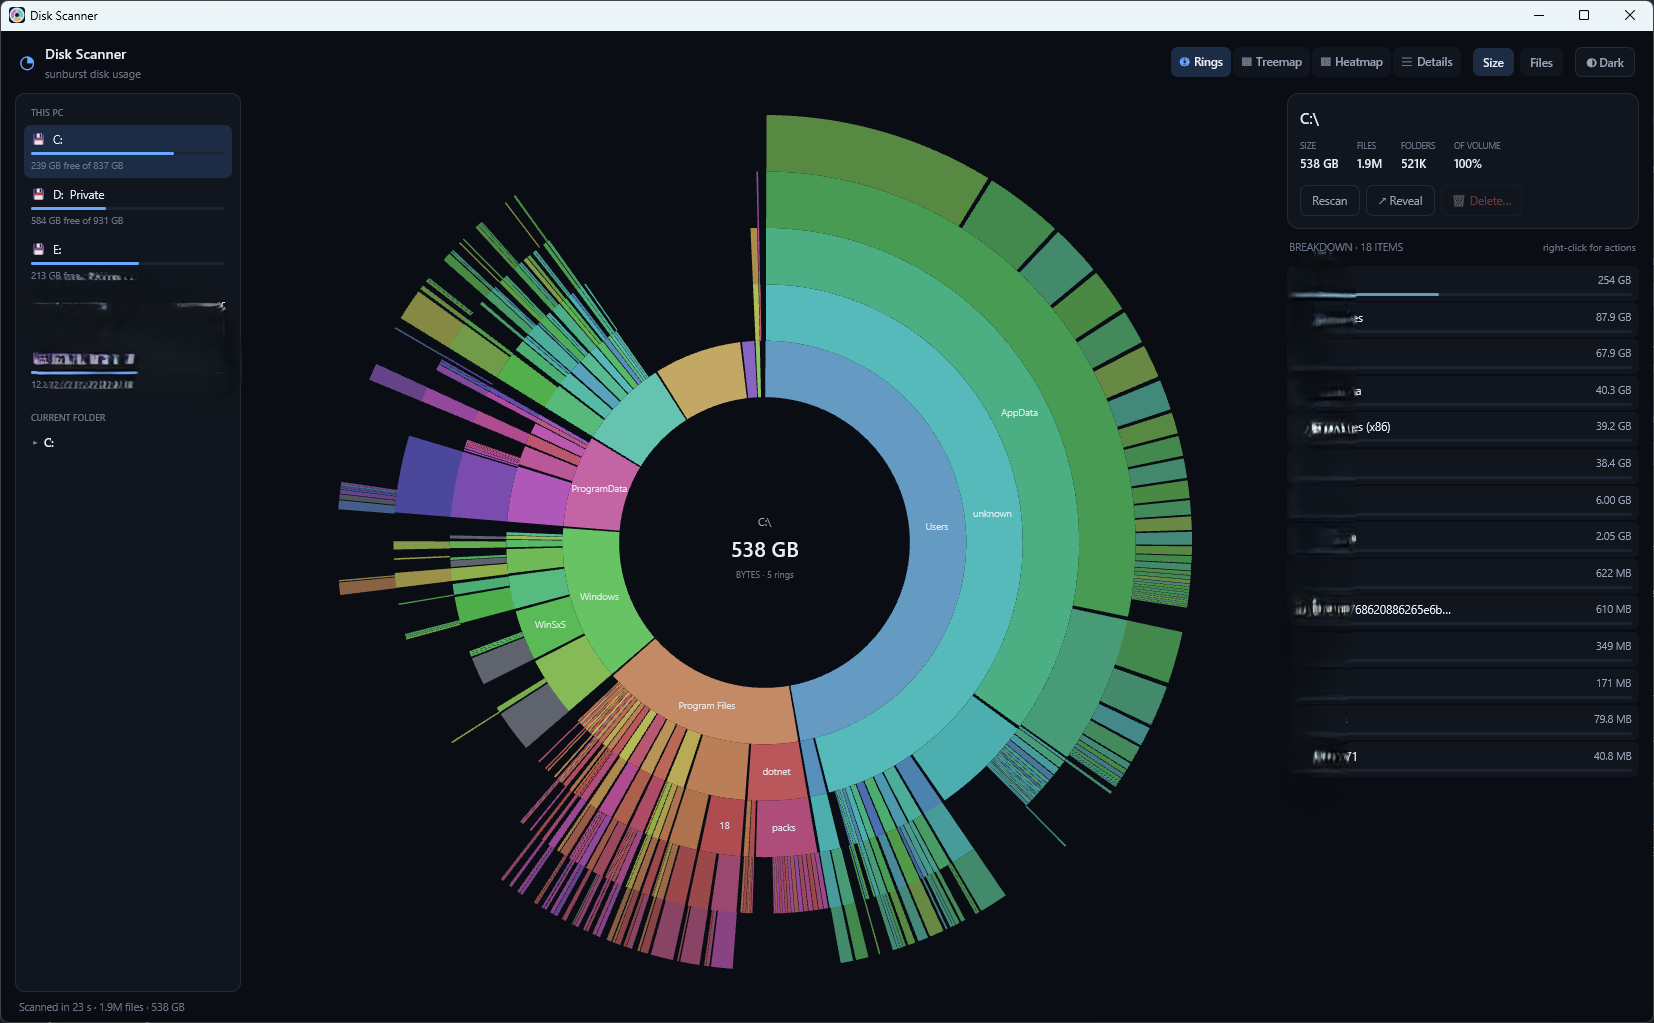 Disk Scanner
Disk Scanner
sunburst disk usage
Rings
Treemap
Heatmap
Details
Size
Files
Dark
THIS PC
C:
239 GB free of 837 GB
D: Private
584 GB free of 931 GB
E:
213 GB
CURRENT FOLDER
C:
Scanned in 23 s · 1.9M files · 538 GB
AppData
Users
unknown
ProgramData
Windows
WinSxS
Program Files
dotnet
18
packs
C:\
538 GB
BYTES · 5 rings
C:\
SIZE FILES FOLDERS OF VOLUME
538 GB 1.9M 521K 100%
Rescan
↗ Reveal
Delete...
BREAKDOWN · 18 ITEMS
right-click for actions
254 GB
es 87.9 GB
67.9 GB
a 40.3 GB
es (x86) 39.2 GB
38.4 GB
6.00 GB
2.05 GB
622 MB
768620886265e6b... 610 MB
349 MB
171 MB
79.8 MB
71 40.8 MB